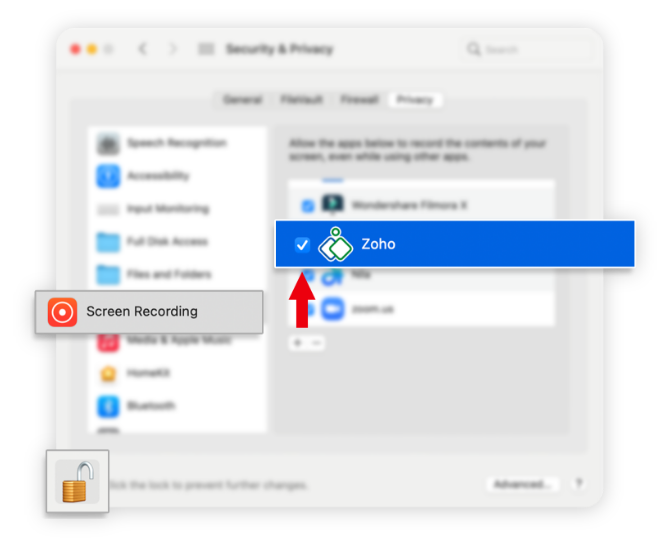 Security & Privacy
Search
General FileVault Firewall Privacy
Speech Recognition
Allow the apps below to record the contents of your
screen, even while using other apps.
Accessibility
Input Monitoring
Wondershare Filmora X
Full Disk Access
Zoho
Files and Folders
Screen Recording
zoom.us
Media & Apple Music
HomeKit
Bluetooth
Click the lock to prevent further changes.
Advanced...
?